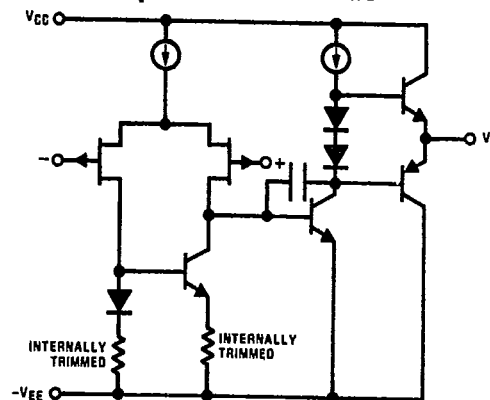 VCC
V
-
+
INTERNALLY
TRIMMED
INTERNALLY
TRIMMED
-VEE